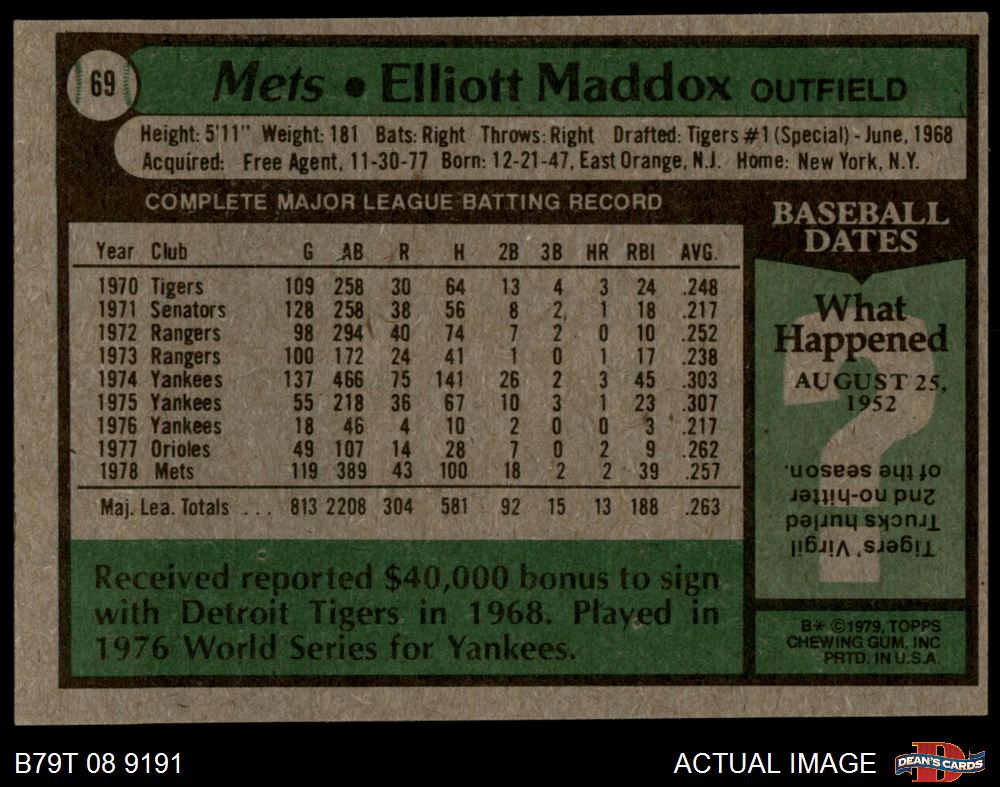 69
Mets • Elliott Maddox OUTFIELD
Height: 5'11" Weight: 181 Bats: Right Throws: Right Drafted: Tigers #1 (Special) - June, 1968
Acquired: Free Agent, 11-30-77 Born: 12-21-47, East Orange, N.J. Home: New York, N.Y.
COMPLETE MAJOR LEAGUE BATTING RECORD
Year Club G AB R H 2B 3B HR RBI AVG.
1970 Tigers 109 258 30 64 13 4 3 24 .248
1971 Senators 128 258 38 56 8 2 1 18 .217
1972 Rangers 98 294 40 74 7 2 0 10 .252
1973 Rangers 100 172 24 41 1 0 1 17 .238
1974 Yankees 137 466 75 141 26 2 3 45 .303
1975 Yankees 55 218 36 67 10 3 1 23 .307
1976 Yankees 18 46 4 10 2 0 0 3 .217
1977 Orioles 49 107 14 28 7 0 2 9 .262
1978 Mets 119 389 43 100 18 2 2 39 .257
Maj. Lea. Totals ... 813 2208 304 581 92 15 13 188 .263
Received reported $40,000 bonus to sign
with Detroit Tigers in 1968. Played in
1976 World Series for Yankees.
BASEBALL
DATES
What
Happened
AUGUST 25,
1952
?
Tigers' Virgil
Trucks hurled
2nd no-hitter
of the season.
B* ©1979, TOPPS
CHEWING GUM, INC
PRTD. IN U.S.A.
B79T 08 9191
ACTUAL IMAGE
D
DEAN'S CARDS